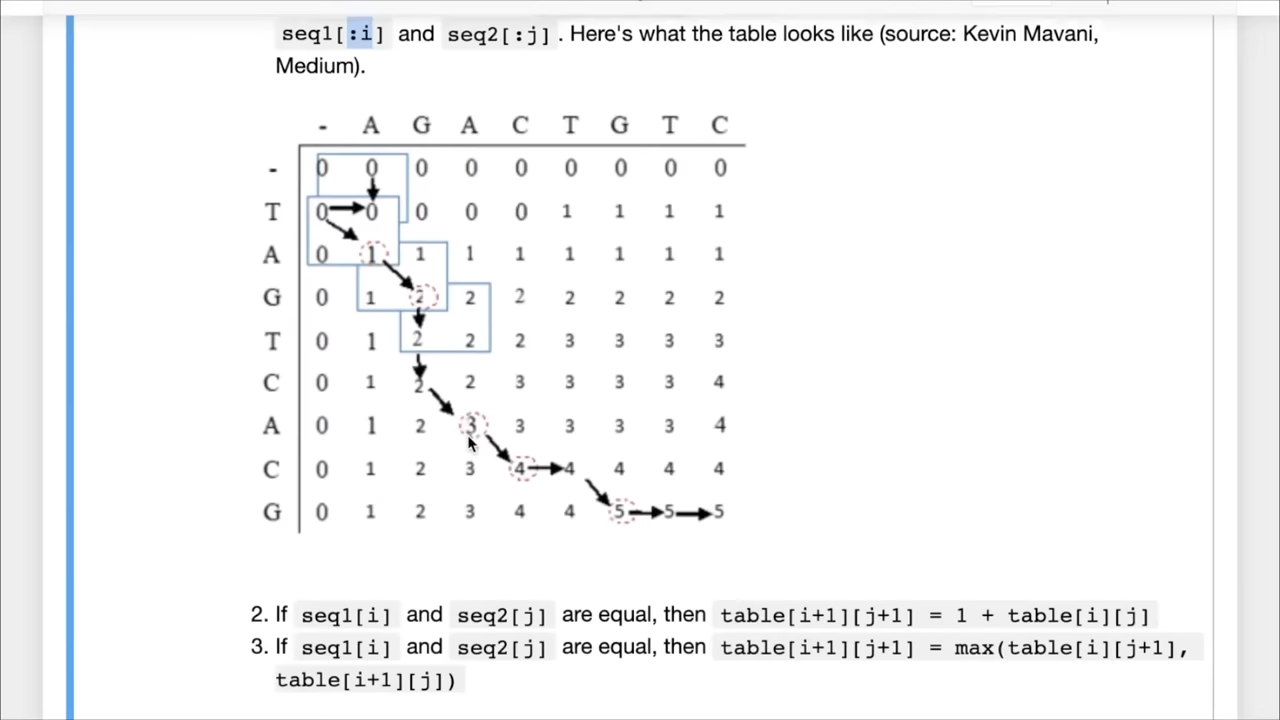 seq1[:i] and seq2[:j]. Here's what the table looks like (source: Kevin Mavani,
Medium).
- A G A C T G T C
- 0 0 0 0 0 0 0 0 0
T 0 0 0 0 0 1 1 1 1
A 0 1 1 1 1 1 1 1 1
G 0 1 2 2 2 2 2 2 2
T 0 1 2 2 2 3 3 3 3
C 0 1 2 2 3 3 3 3 4
A 0 1 2 3 3 3 3 3 4
C 0 1 2 3 4 4 4 4 4
G 0 1 2 3 4 4 5 5 5
2. If seq1[i] and seq2[j] are equal, then table[i+1][j+1] = 1 + table[i][j]
3. If seq1[i] and seq2[j] are equal, then table[i+1][j+1] = max(table[i][j+1],
table[i+1][j])